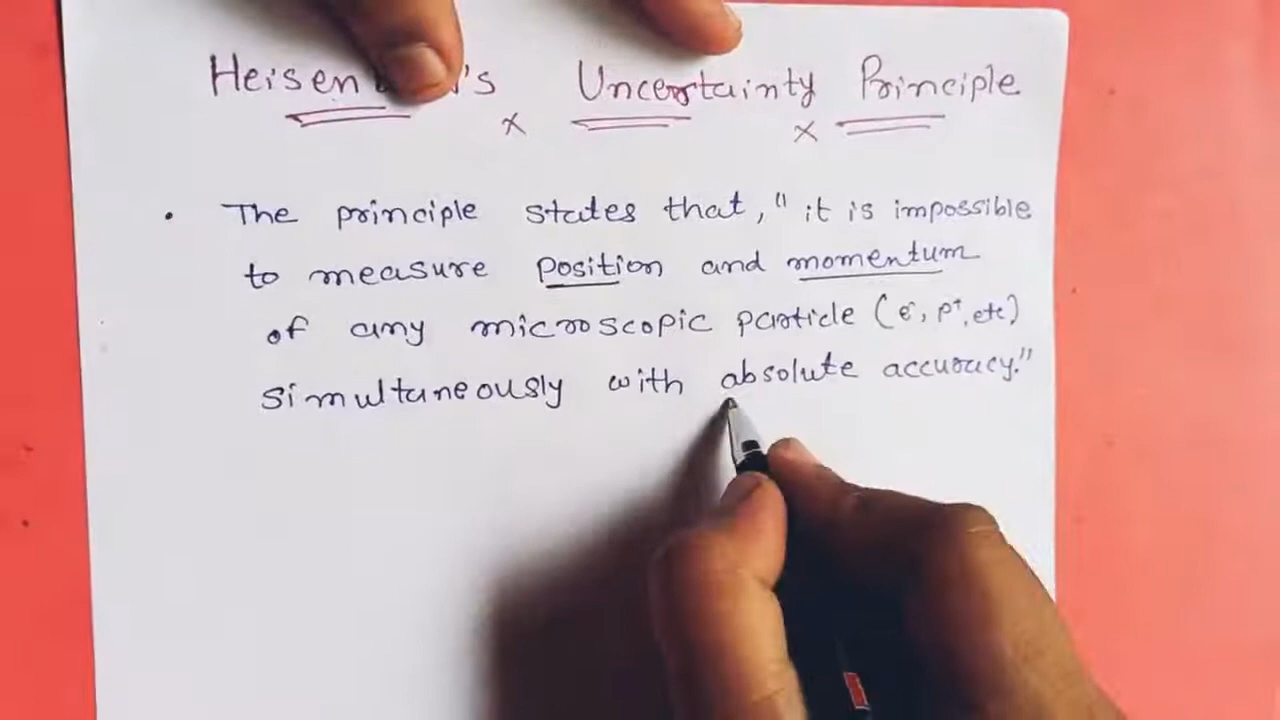 Heisen 's Uncertainty Principle
x x
• The principle states that, "it is impossible
to measure position and momentum
of any microscopic particle (e⁻, p⁺, etc)
simultaneously with absolute accuracy."